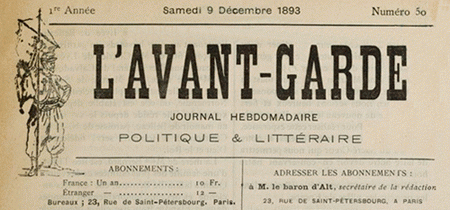 1re Année Samedi 9 Décembre 1893 Numéro 50
L'AVANT-GARDE
JOURNAL HEBDOMADAIRE
POLITIQUE & LITTÉRAIRE
ABONNEMENTS :
France : Un an 10 Fr.
Étranger — 12 —
Bureaux ; 23, Rue de Saint-Pétersbourg, Paris.
ADRESSER LES ABONNEMENTS :
à M. le baron d'Alt, secrétaire de la rédaction
23, RUE DE SAINT-PÉTERSBOURG, A PARIS